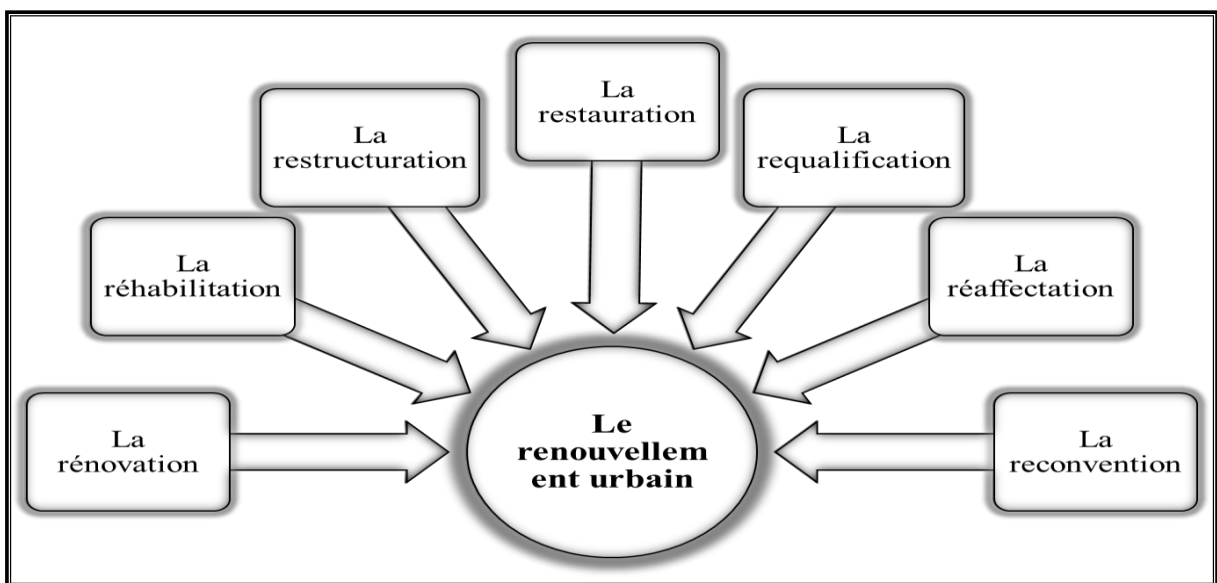 La
restauration
La
restructuration
La
requalification
La
réhabilitation
La
réaffectation
La
rénovation
Le
renouvellem
ent urbain
La
reconvention